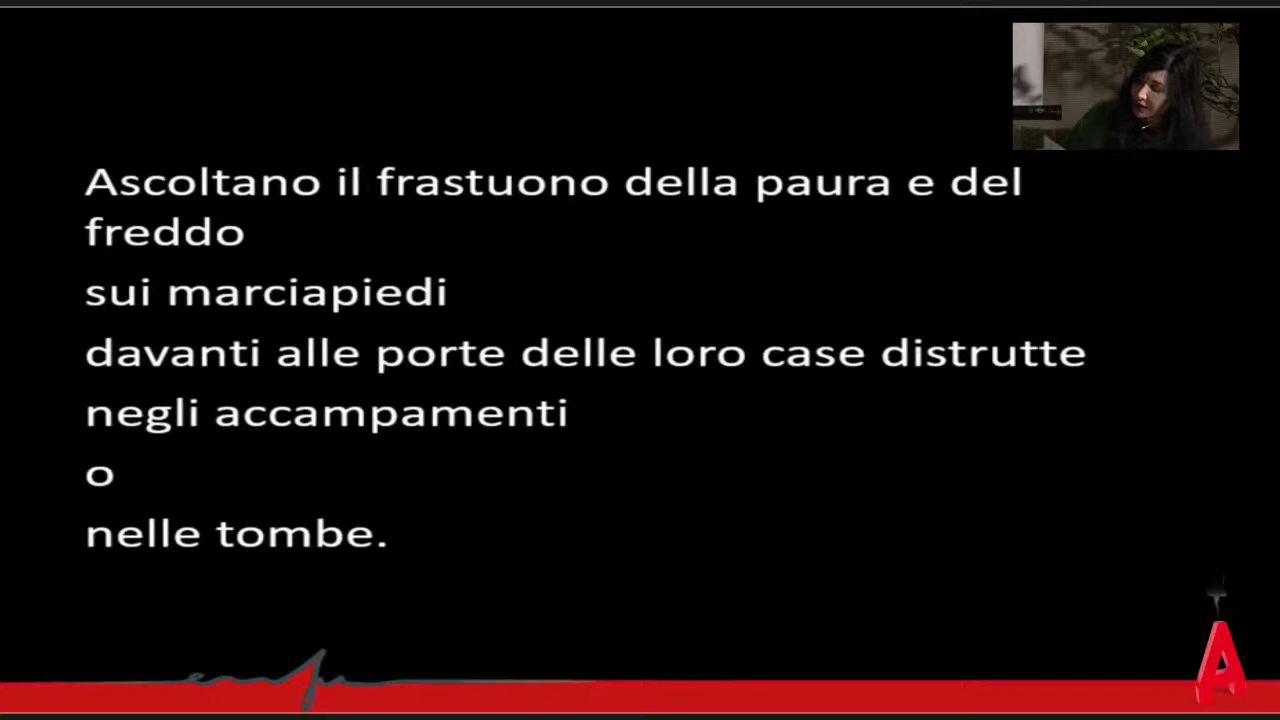 Ascoltano il frastuono della paura e del
freddo
sui marciapiedi
davanti alle porte delle loro case distrutte
negli accampamenti
o
nelle tombe.
A